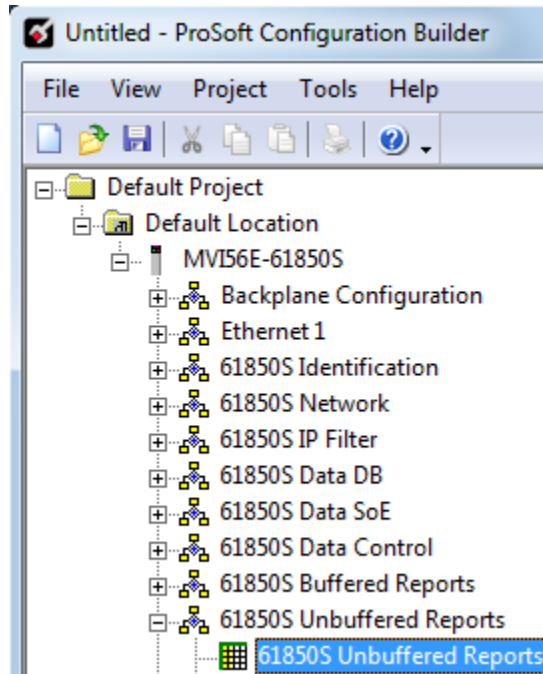 Untitled - ProSoft Configuration Builder
File View Project Tools Help
Default Project
Default Location
MVI56E-61850S
Backplane Configuration
Ethernet 1
61850S Identification
61850S Network
61850S IP Filter
61850S Data DB
61850S Data SoE
61850S Data Control
61850S Buffered Reports
61850S Unbuffered Reports
61850S Unbuffered Reports